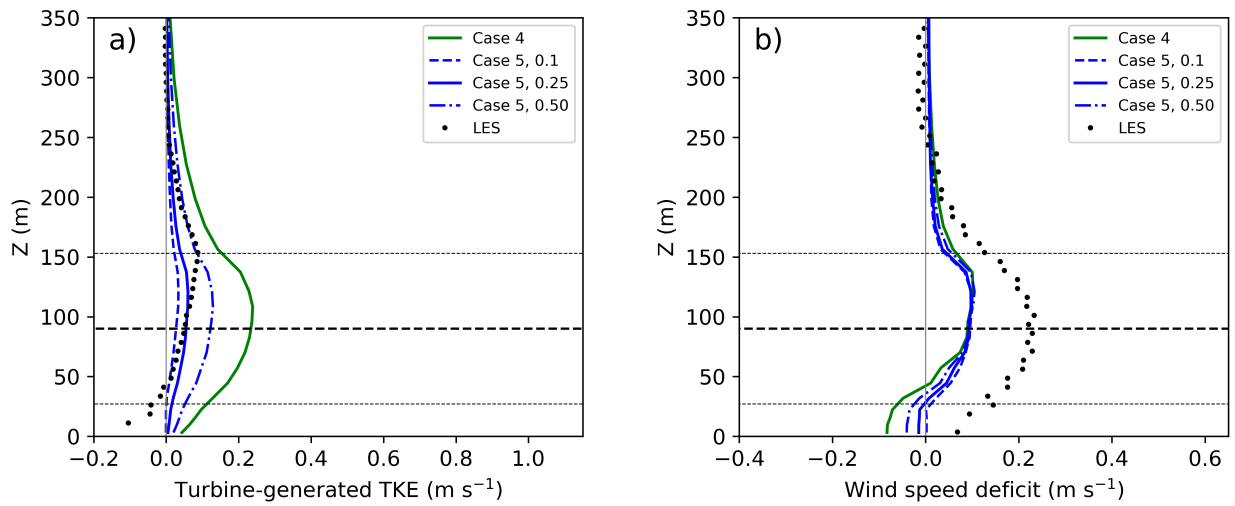 a)
Case 4
Case 5, 0.1
Case 5, 0.25
Case 5, 0.50
LES
350
300
250
200
150
100
50
0
Z (m)
−0.2 0.0 0.2 0.4 0.6 0.8 1.0
Turbine-generated TKE (m s⁻¹)
b)
Case 4
Case 5, 0.1
Case 5, 0.25
Case 5, 0.50
LES
350
300
250
200
150
100
50
0
Z (m)
−0.4 −0.2 0.0 0.2 0.4 0.6
Wind speed deficit (m s⁻¹)